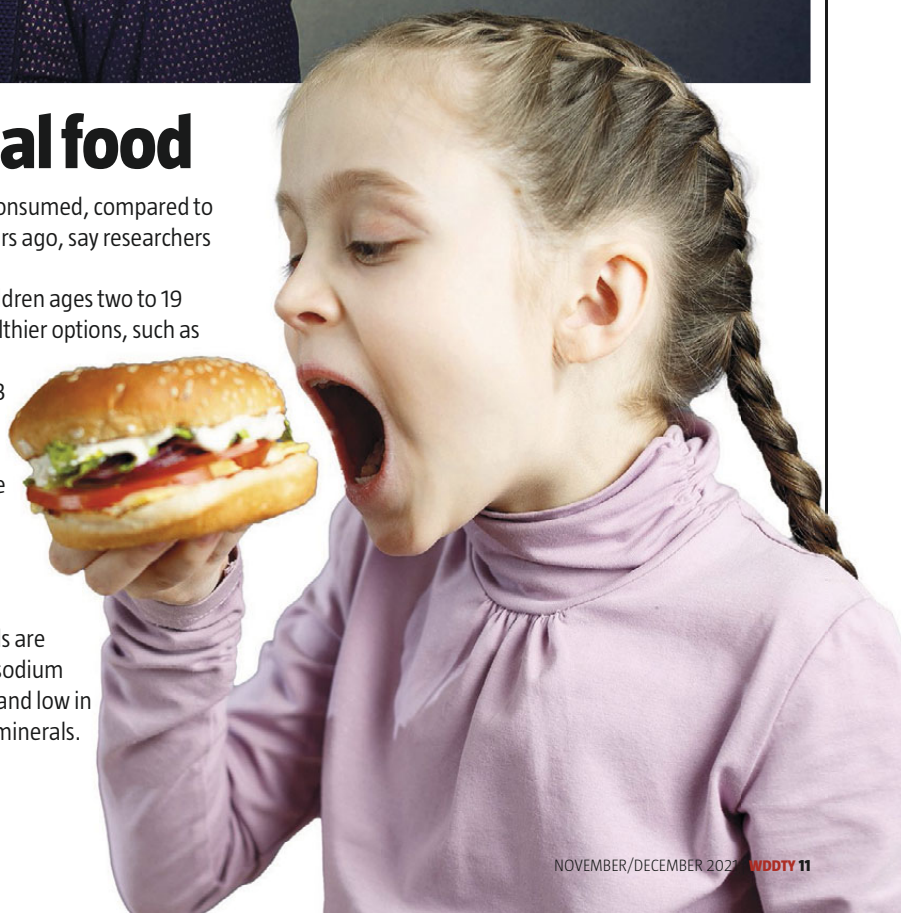 al food
onsumed, compared to
rs ago, say researchers
dren ages two to 19
lthier options, such as
3
e
s are
sodium
and low in
minerals.
NOVEMBER/DECEMBER 2021 WDDTY 11